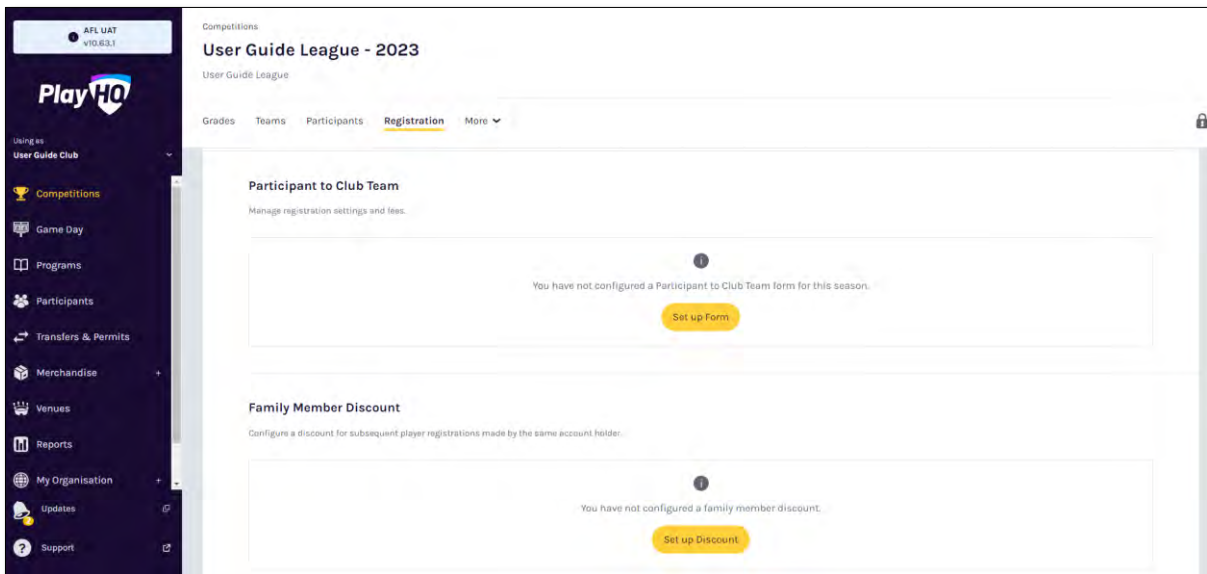 AFL UAT
v10.63.1
PlayHQ
Using as
User Guide Club
Competitions
Game Day
Programs
Participants
Transfers & Permits
Merchandise +
Venues
Reports
My Organisation +
Updates
Support
Competitions
User Guide League - 2023
User Guide League
Grades Teams Participants Registration More
Participant to Club Team
Manage registration settings and fees.
You have not configured a Participant to Club Team form for this season.
Set up Form
Family Member Discount
Configure a discount for subsequent player registrations made by the same account holder.
You have not configured a family member discount.
Set up Discount